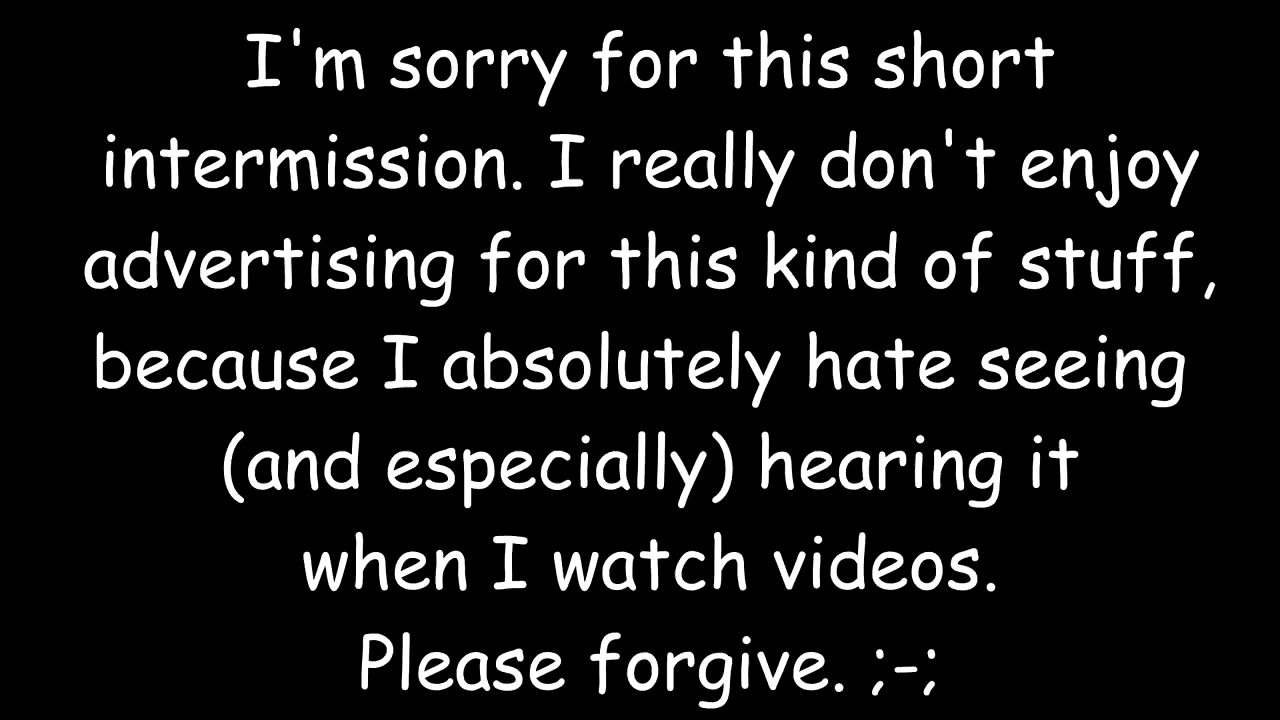 I'm sorry for this short
intermission. I really don't enjoy
advertising for this kind of stuff,
because I absolutely hate seeing
(and especially) hearing it
when I watch videos.
Please forgive. ;-;